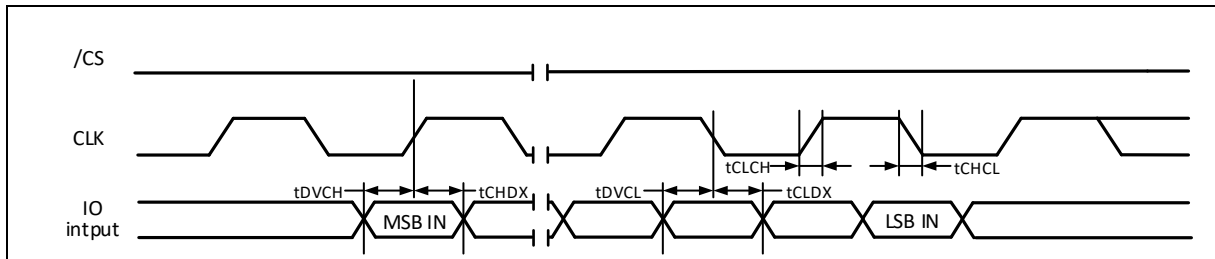 /CS
CLK
tCLCH
tCHCL
tDVCH
tCHDX
tDVCL
tCLDX
IO
intput
MSB IN
LSB IN